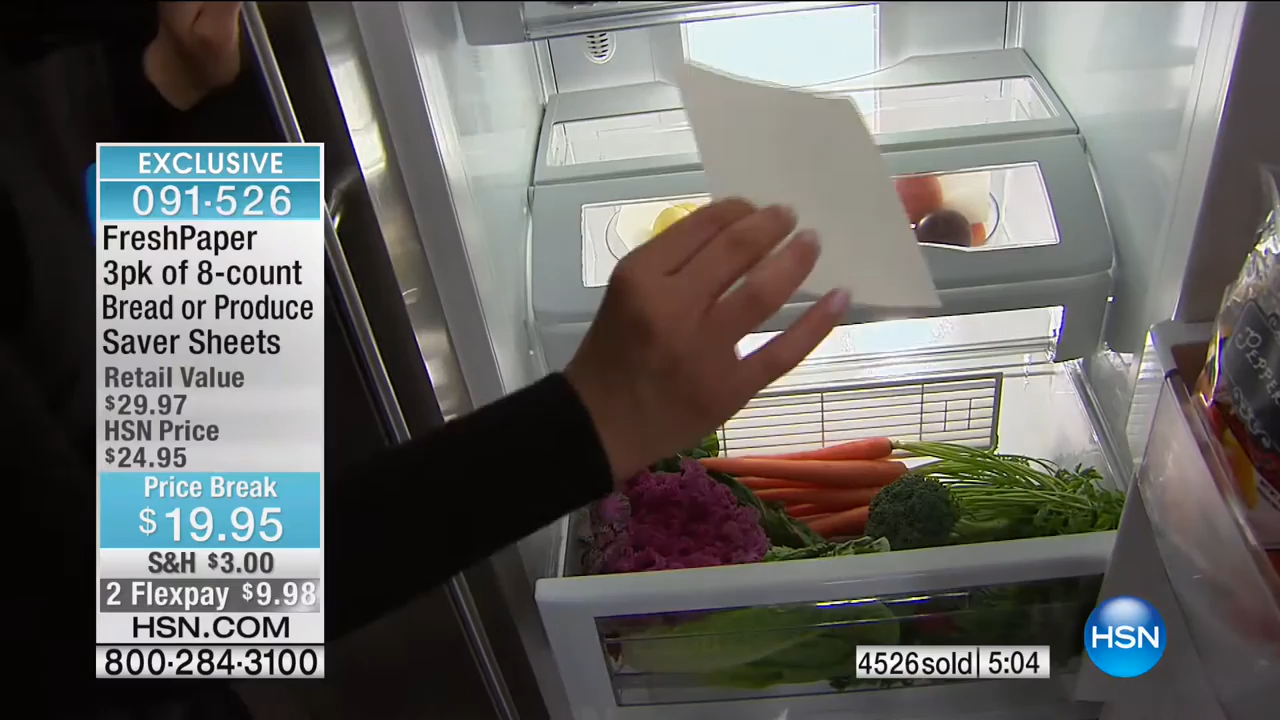 EXCLUSIVE
091-526
FreshPaper
3pk of 8-count
Bread or Produce
Saver Sheets
Retail Value
$29.97
HSN Price
$24.95
Price Break
$19.95
S&H $3.00
2 Flexpay $9.98
HSN.COM
800-284-3100
4526sold 5:04
HSN